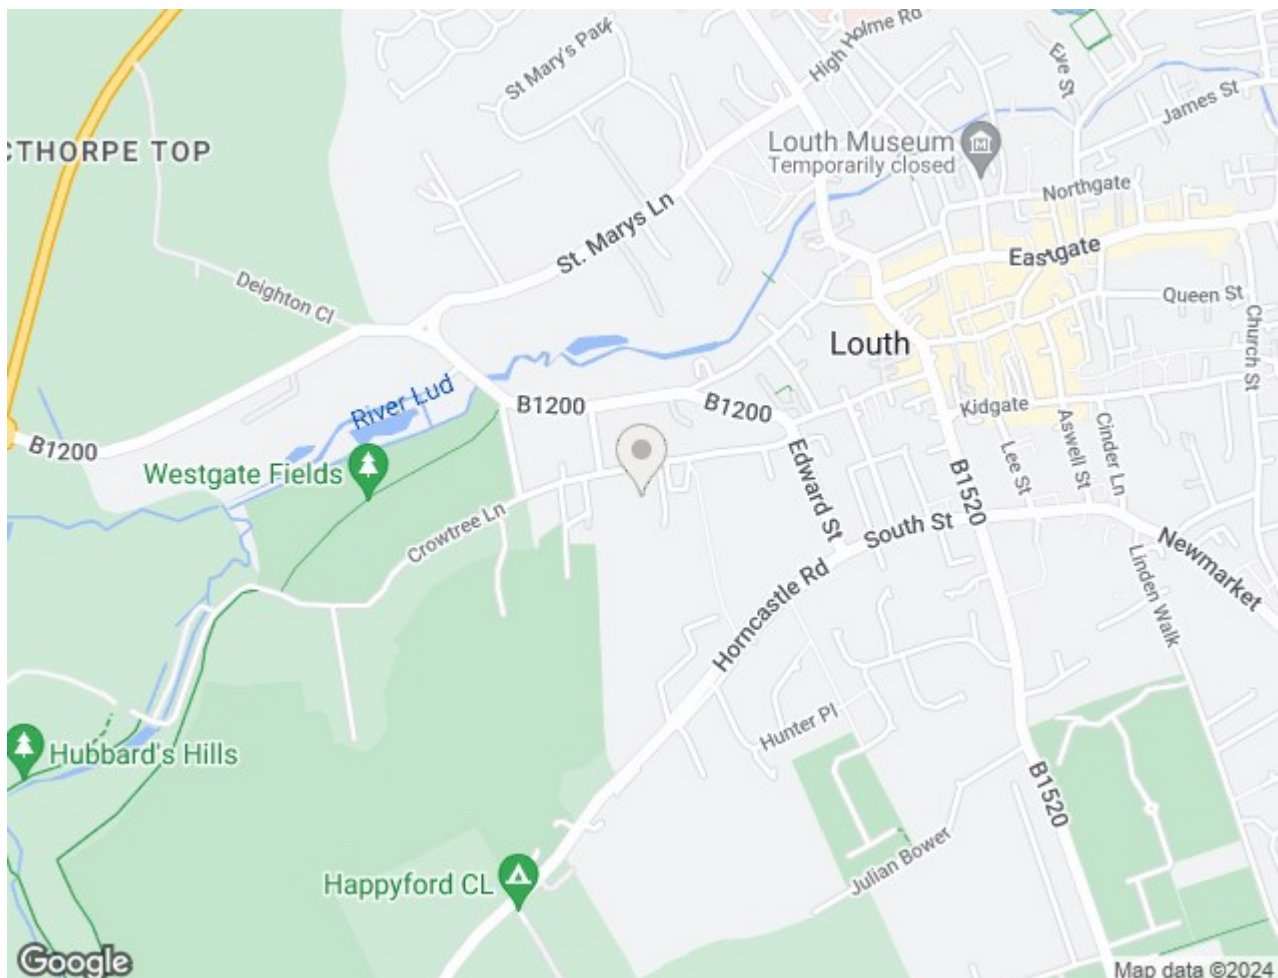 St Mary's Park
High Holme Rd
Eve St
James St
CTHORPE TOP
Louth Museum
Temporarily closed
Northgate
St. Marys Ln
Eastgate
Deighton Cl
Queen St
Church St
Louth
River Lud
B1200
B1200
Kidgate
B1200
Aswell St
Cinder Ln
Westgate Fields
Edward St
Lee St
B1520
Crowtree Ln
South St
Newmarket
Horncastle Rd
Linden Walk
Hunter Pl
Hubbard's Hills
B1520
Julian Bower
Happyford CL
Google
Map data ©2024